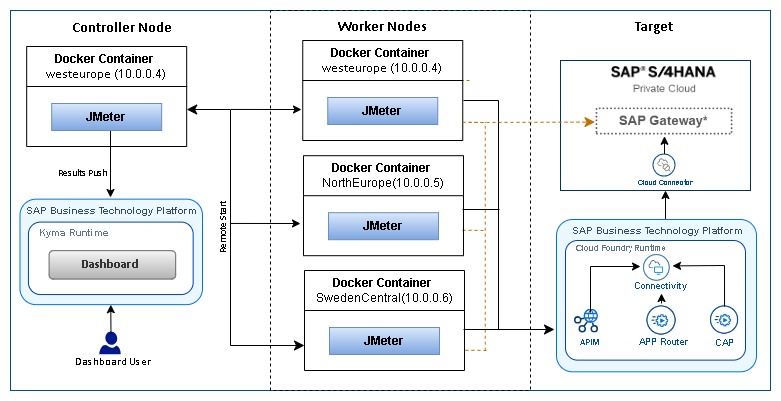 Controller Node
Docker Container
westeurope (10.0.0.4)
JMeter
Results Push
SAP Business Technology Platform
Kyma Runtime
Dashboard
Dashboard User
Remote Start
Worker Nodes
Docker Container
westeurope (10.0.0.4)
JMeter
Docker Container
NorthEurope(10.0.0.5)
JMeter
Docker Container
SwedenCentral(10.0.0.6)
JMeter
Target
SAP® S/4HANA
Private Cloud
SAP Gateway*
Cloud Connector
SAP Business Technology Platform
Cloud Foundry Runtime
Connectivity
APIM
APP Router
CAP